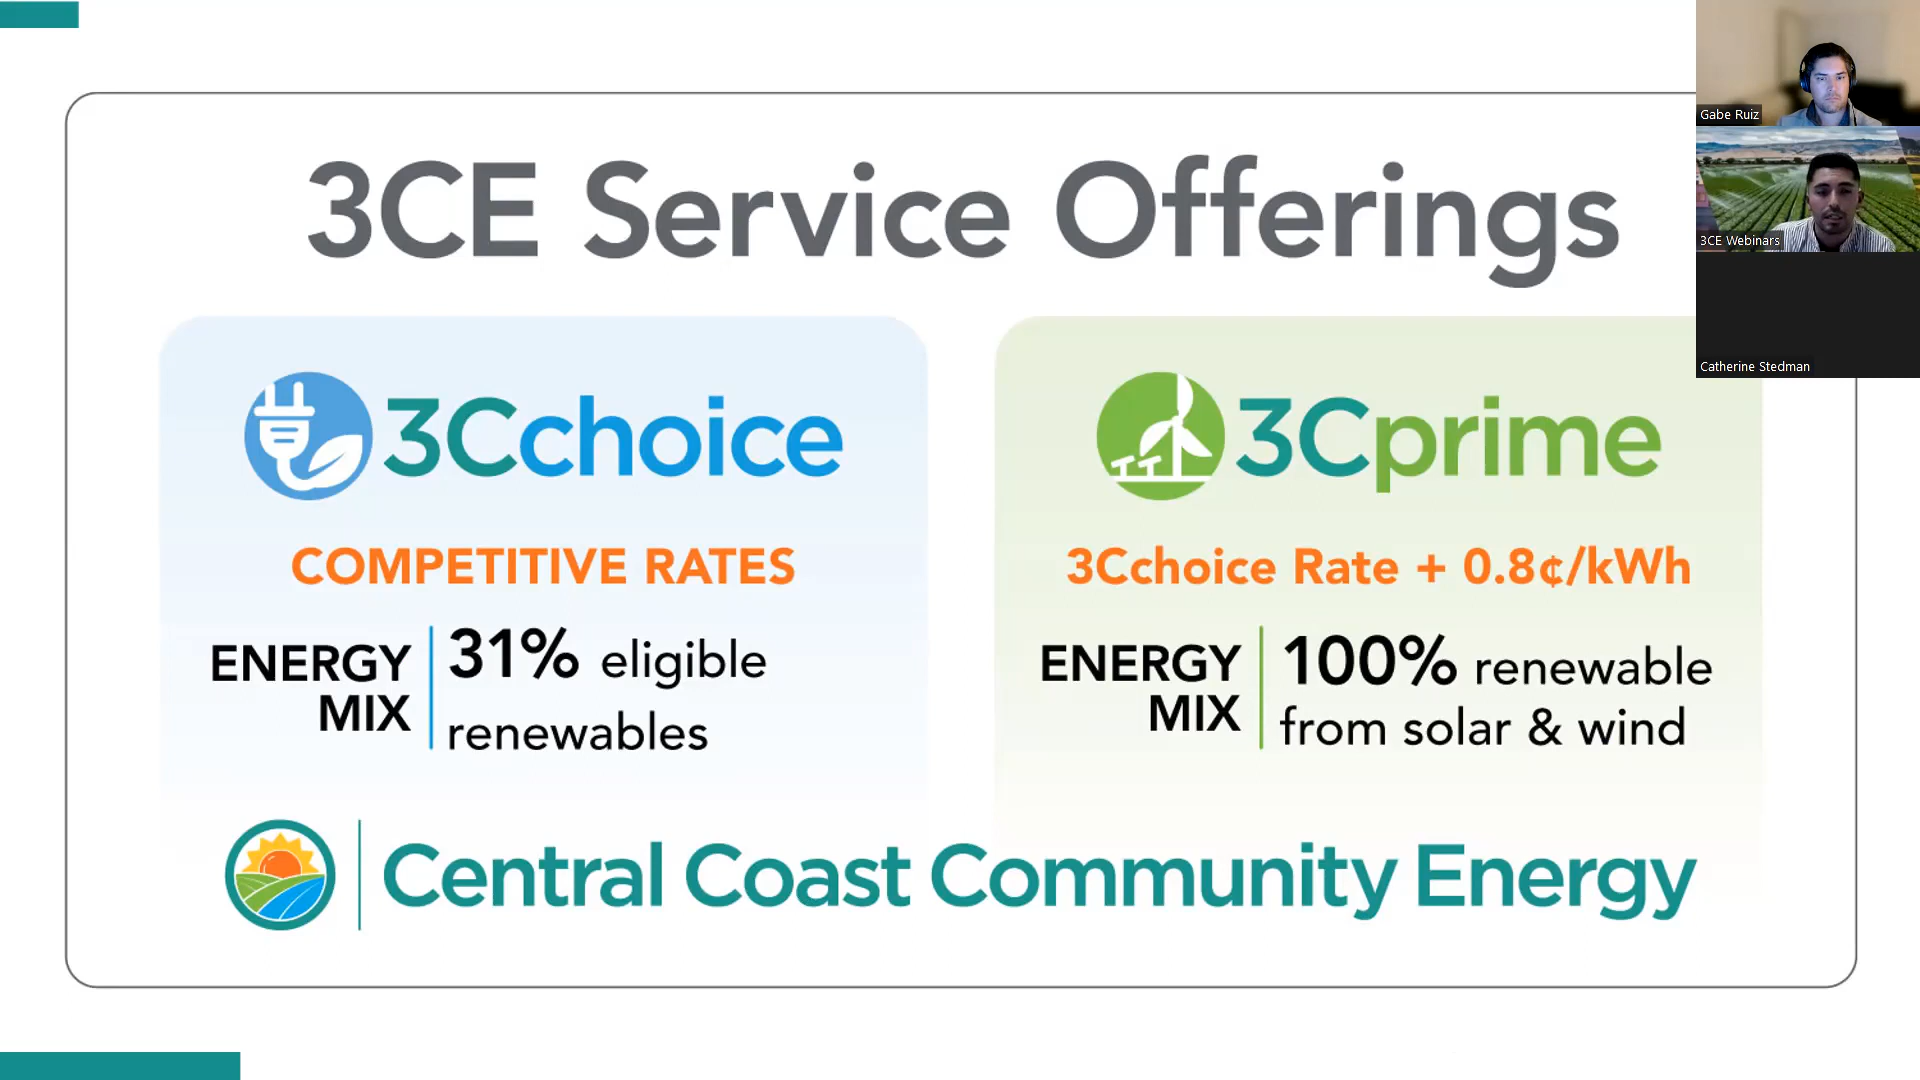 3CE Service Offerings
3Cchoice
COMPETITIVE RATES
ENERGY MIX
31% eligible
renewables
3Cprime
3Cchoice Rate + 0.8¢/kWh
ENERGY MIX
100% renewable
from solar & wind
Central Coast Community Energy
Gabe Ruiz
3CE Webinars
Catherine Stedman